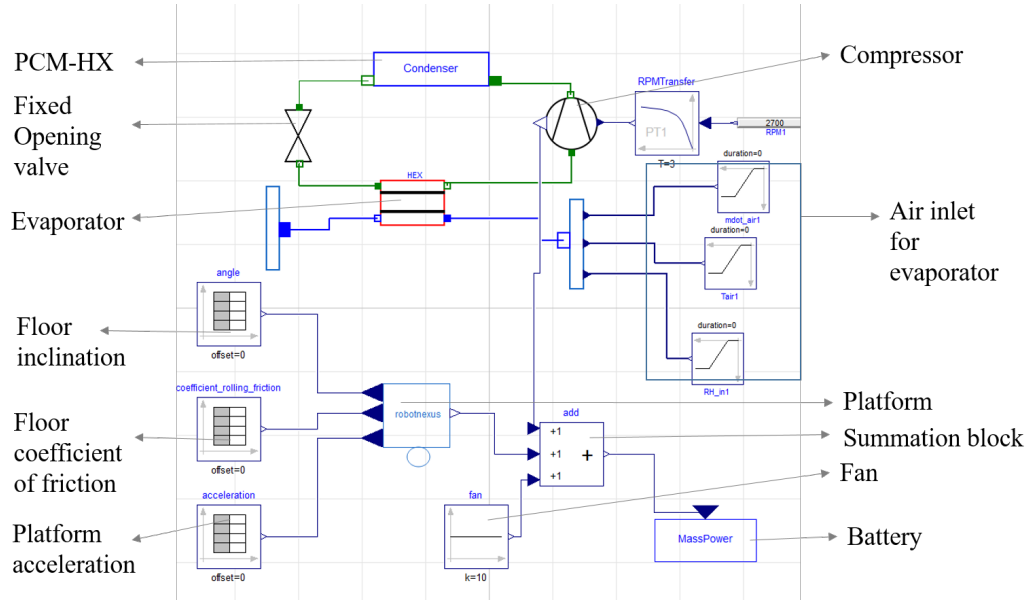 PCM-HX
Condenser
Compressor
RPMTransfer
Fixed
Opening
valve
PT1
2700
RPM1
T=3
duration=0
HEX
Evaporator
mdot_air1
Air inlet
for
evaporator
duration=0
angle
Tair1
Floor
inclination
offset=0
duration=0
RH_in1
coefficient_rolling_friction
robotnexus
Platform
add
Floor
coefficient
of friction
+1
+1
+1
+
Summation block
offset=0
Fan
acceleration
fan
Platform
acceleration
MassPower
Battery
offset=0
k=10